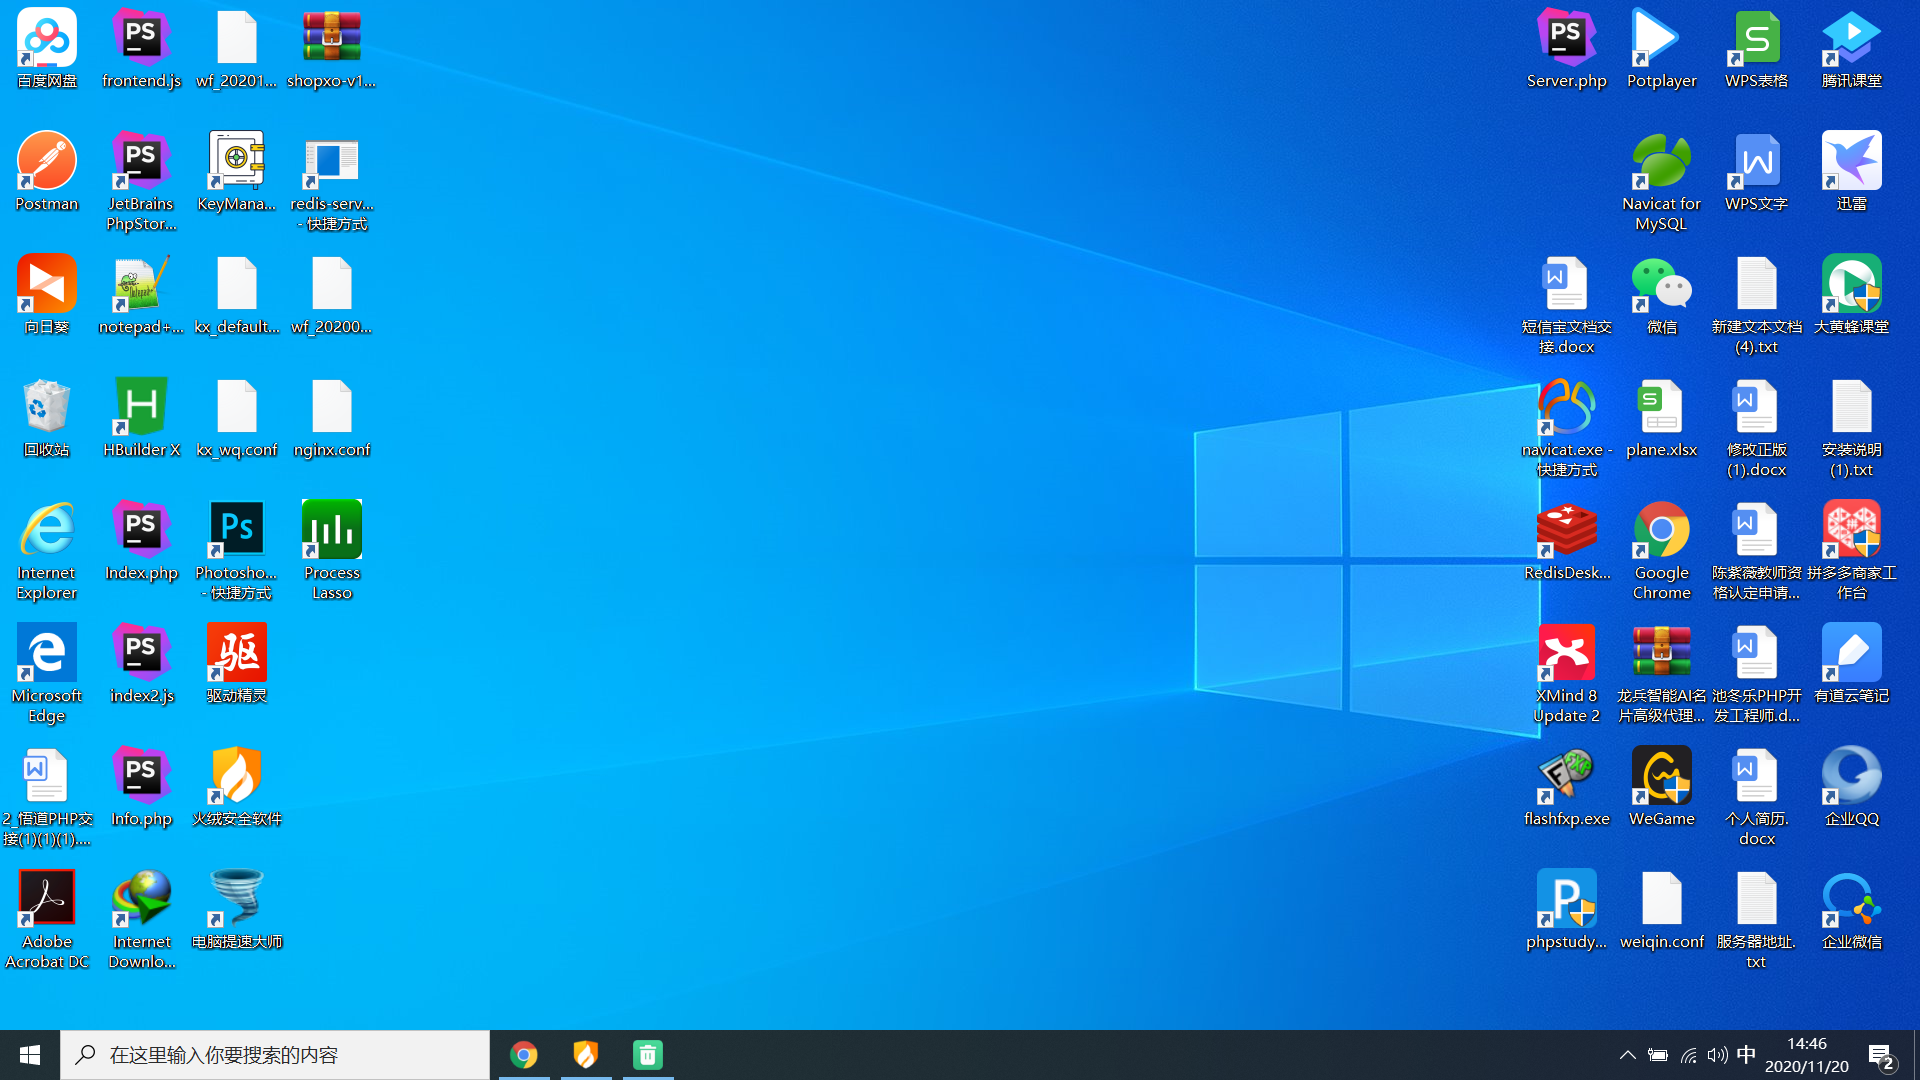 百度网盘
frontend.js
wf_20201...
shopxo-v1...
Server.php
Potplayer
WPS表格
腾讯课堂
Postman
JetBrains
PhpStor...
KeyMana...
redis-serv...
- 快捷方式
Navicat for
MySQL
WPS文字
迅雷
向日葵
notepad+...
kx_default...
wf_20200...
短信宝文档交
接.docx
微信
新建文本文档
(4).txt
大黄蜂课堂
回收站
HBuilder X
kx_wq.conf
nginx.conf
navicat.exe -
快捷方式
plane.xlsx
修改正版
(1).docx
安装说明
(1).txt
Internet
Explorer
Index.php
Photosho...
- 快捷方式
Process
Lasso
RedisDesk...
Google
Chrome
陈紫薇教师资
格认定申请...
拼多多商家工
作台
Microsoft
Edge
index2.js
驱动精灵
XMind 8
Update 2
龙兵智能AI名
片高级代理...
池冬乐PHP开
发工程师.d...
有道云笔记
2_悟道PHP交
接(1)(1)(1)....
Info.php
火绒安全软件
flashfxp.exe
WeGame
个人简历.
docx
企业QQ
Adobe
Acrobat DC
Internet
Downlo...
电脑提速大师
phpstudy...
weiqin.conf
服务器地址.
txt
企业微信
在这里输入你要搜索的内容
中
14:46
2020/11/20
2